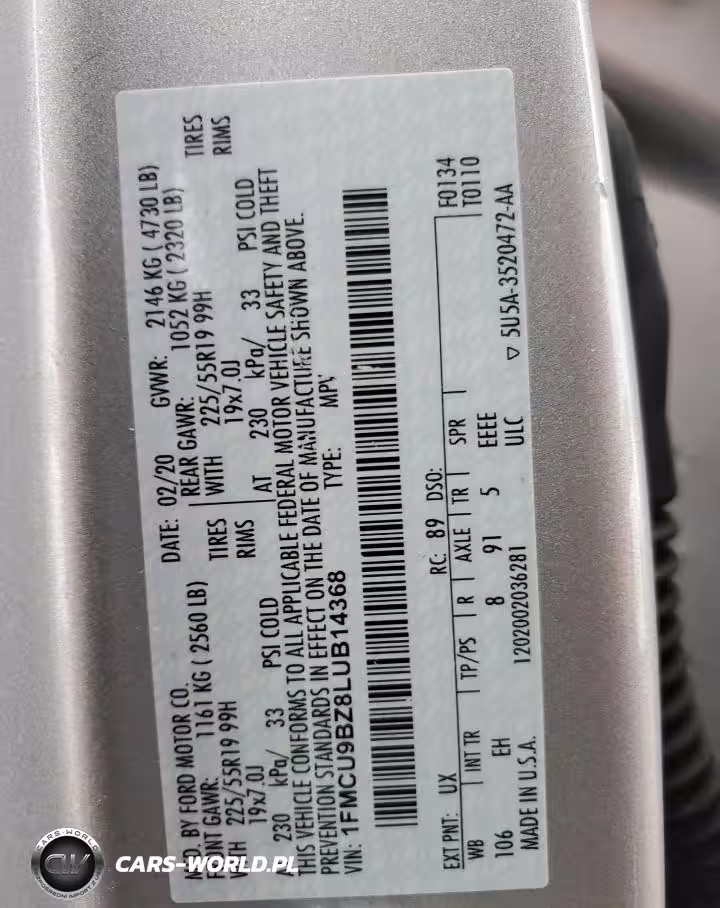 MFD. BY FORD MOTOR CO. DATE: 02/20 GVWR: 2146 KG ( 4730 LB)
FRONT GAWR: 1161 KG ( 2560 LB) REAR GAWR: 1052 KG ( 2320 LB)
WITH 225/55R19 99H TIRES WITH 225/55R19 99H TIRES
19x7.0J RIMS 19x7.0J RIMS
AT 230 kPa/ 33 PSI COLD AT 230 kPa/ 33 PSI COLD
THIS VEHICLE CONFORMS TO ALL APPLICABLE FEDERAL MOTOR VEHICLE SAFETY AND THEFT
PREVENTION STANDARDS IN EFFECT ON THE DATE OF MANUFACTURE SHOWN ABOVE.
VIN: 1FMCU9BZ8LUB14368 TYPE: MPV
EXT PNT: UX RC: 89 DSO: F0134
WB INT TR TP/PS R AXLE TR SPR T0110
106 EH 8 91 5 EEEE
MADE IN U.S.A. 1202002036281 ULC ▽ 5U5A-3520472-AA
CARS-WORLD
CW
CARS-WORLD.PL